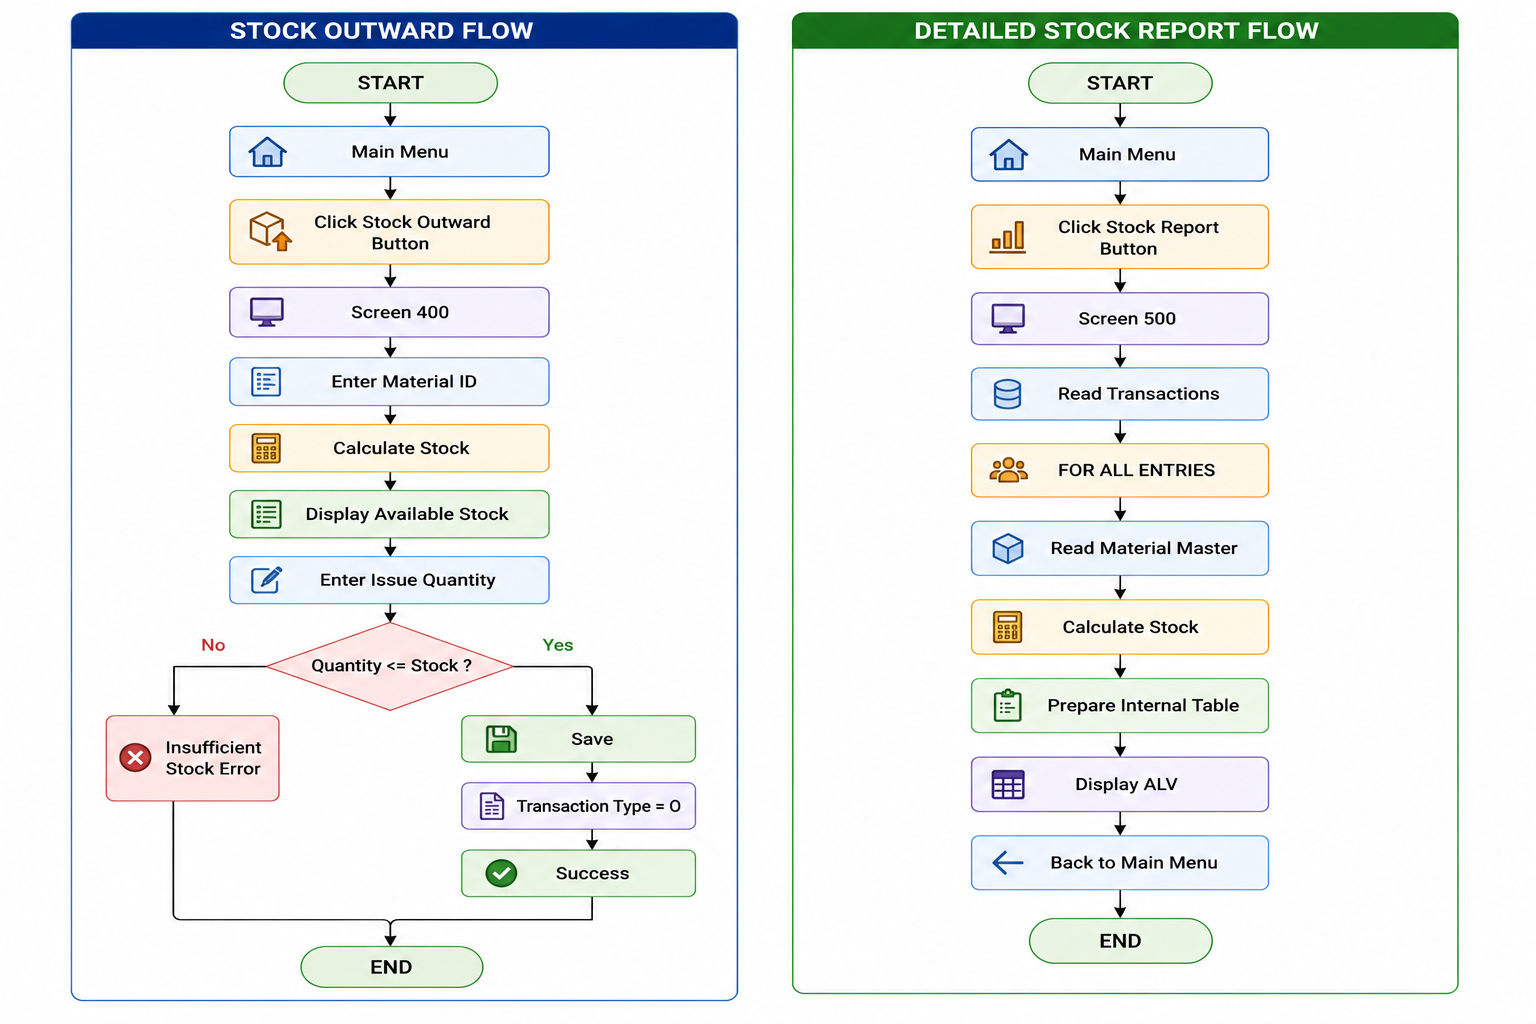 STOCK OUTWARD FLOW
START
Main Menu
Click Stock Outward
Button
Screen 400
Enter Material ID
Calculate Stock
Display Available Stock
Enter Issue Quantity
No
Yes
Quantity <= Stock ?
Insufficient
Stock Error
Save
Transaction Type = O
Success
END
DETAILED STOCK REPORT FLOW
START
Main Menu
Click Stock Report
Button
Screen 500
Read Transactions
FOR ALL ENTRIES
Read Material Master
Calculate Stock
Prepare Internal Table
Display ALV
Back to Main Menu
END